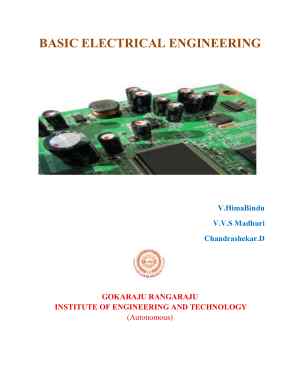 BASIC ELECTRICAL ENGINEERING
V.HimaBindu
V.V.S Madhuri
Chandrashekar.D
GOKARAJU RANGARAJU
INSTITUTE OF ENGINEERING AND TECHNOLOGY
(Autonomous)